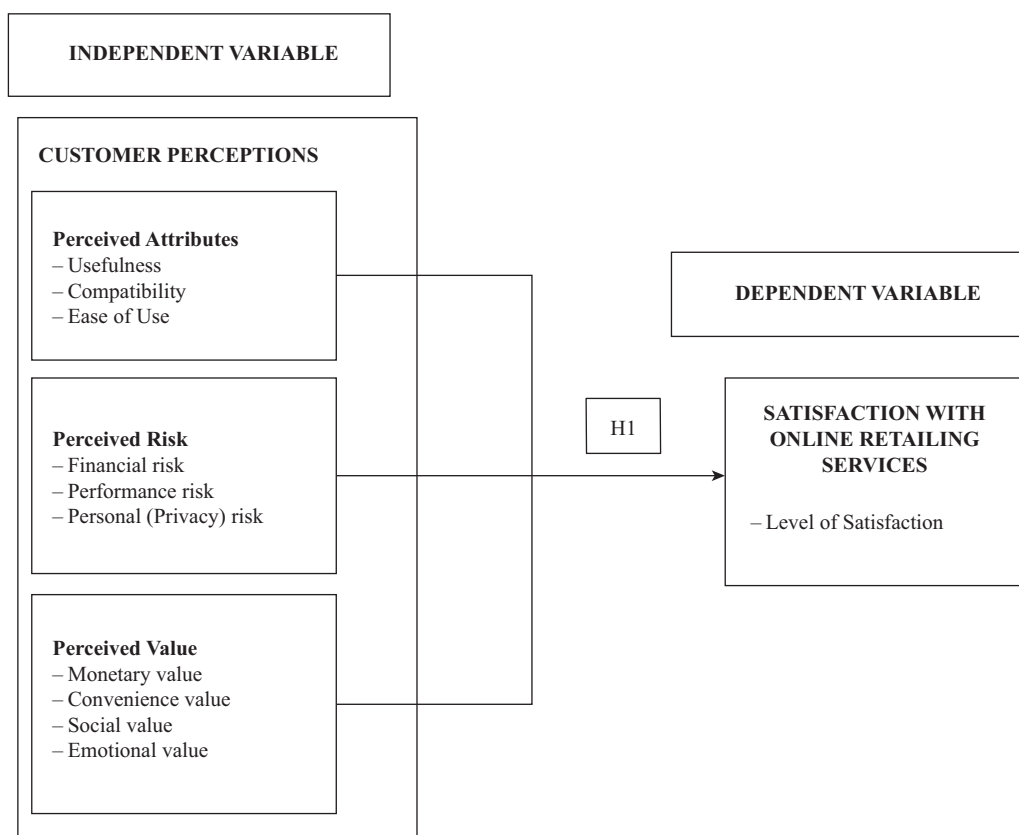 INDEPENDENT VARIABLE
CUSTOMER PERCEPTIONS
Perceived Attributes
– Usefulness
– Compatibility
– Ease of Use
Perceived Risk
– Financial risk
– Performance risk
– Personal (Privacy) risk
Perceived Value
– Monetary value
– Convenience value
– Social value
– Emotional value
H1
DEPENDENT VARIABLE
SATISFACTION WITH
ONLINE RETAILING
SERVICES
– Level of Satisfaction